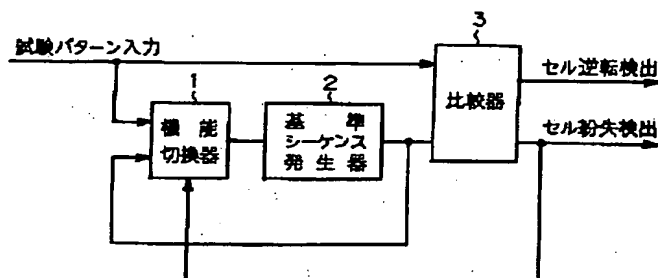 試験パターン入力
3
セル逆転検出
比較器
1
2
セル紛失検出
機能
切換器
基準
シーケンス
発生器